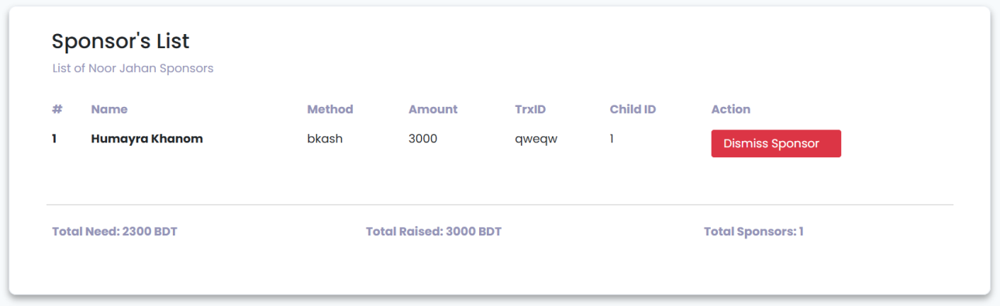 Sponsor's List
List of Noor Jahan Sponsors
# Name Method Amount TrxID Child ID Action
1 Humayra Khanom bkash 3000 qweqw 1 Dismiss Sponsor
Total Need: 2300 BDT Total Raised: 3000 BDT Total Sponsors: 1